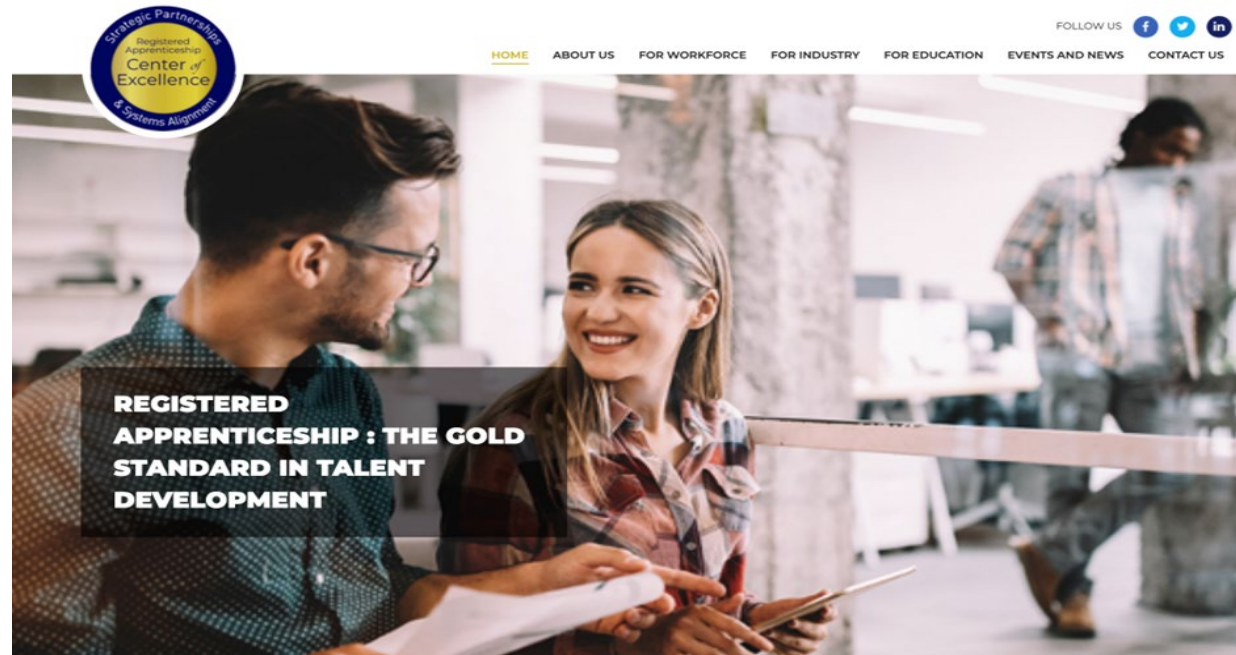 Strategic Partnerships
Registered
Apprenticeship
Center of
Excellence
& Systems Alignment
FOLLOW US
HOME
ABOUT US
FOR WORKFORCE
FOR INDUSTRY
FOR EDUCATION
EVENTS AND NEWS
CONTACT US
REGISTERED
APPRENTICESHIP : THE GOLD
STANDARD IN TALENT
DEVELOPMENT